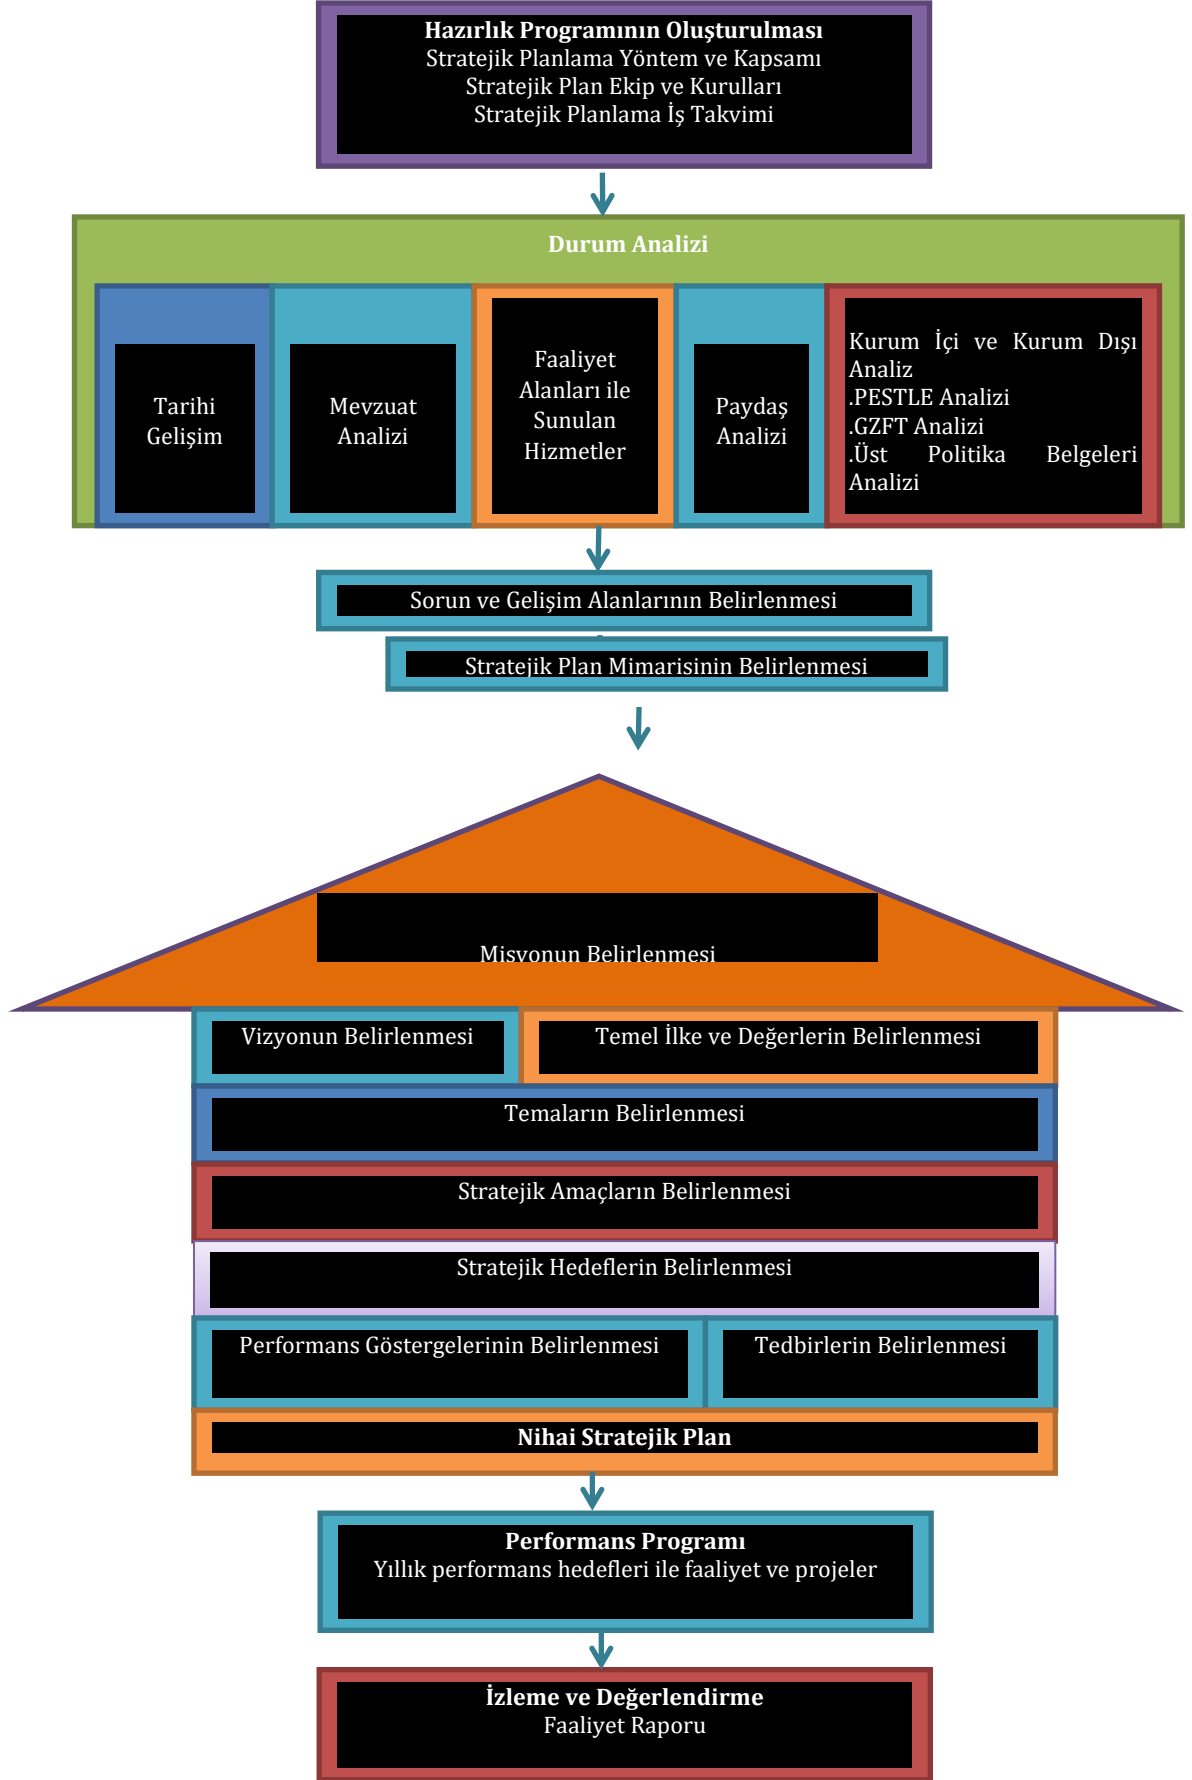 Hazırlık Programının Oluşturulması
Stratejik Planlama Yöntem ve Kapsamı
Stratejik Plan Ekip ve Kurulları
Stratejik Planlama İş Takvimi
Durum Analizi
Tarihi
Gelişim
Mevzuat
Analizi
Faaliyet
Alanları ile
Sunulan
Hizmetler
Paydaş
Analizi
Kurum İçi ve Kurum Dışı
Analiz
.PESTLE Analizi
.GZFT Analizi
.Üst Politika Belgeleri
Analizi
Sorun ve Gelişim Alanlarının Belirlenmesi
Stratejik Plan Mimarisinin Belirlenmesi
Misyonun Belirlenmesi
Vizyonun Belirlenmesi
Temel İlke ve Değerlerin Belirlenmesi
Temaların Belirlenmesi
Stratejik Amaçların Belirlenmesi
Stratejik Hedeflerin Belirlenmesi
Performans Göstergelerinin Belirlenmesi
Tedbirlerin Belirlenmesi
Nihai Stratejik Plan
Performans Programı
Yıllık performans hedefleri ile faaliyet ve projeler
İzleme ve Değerlendirme
Faaliyet Raporu